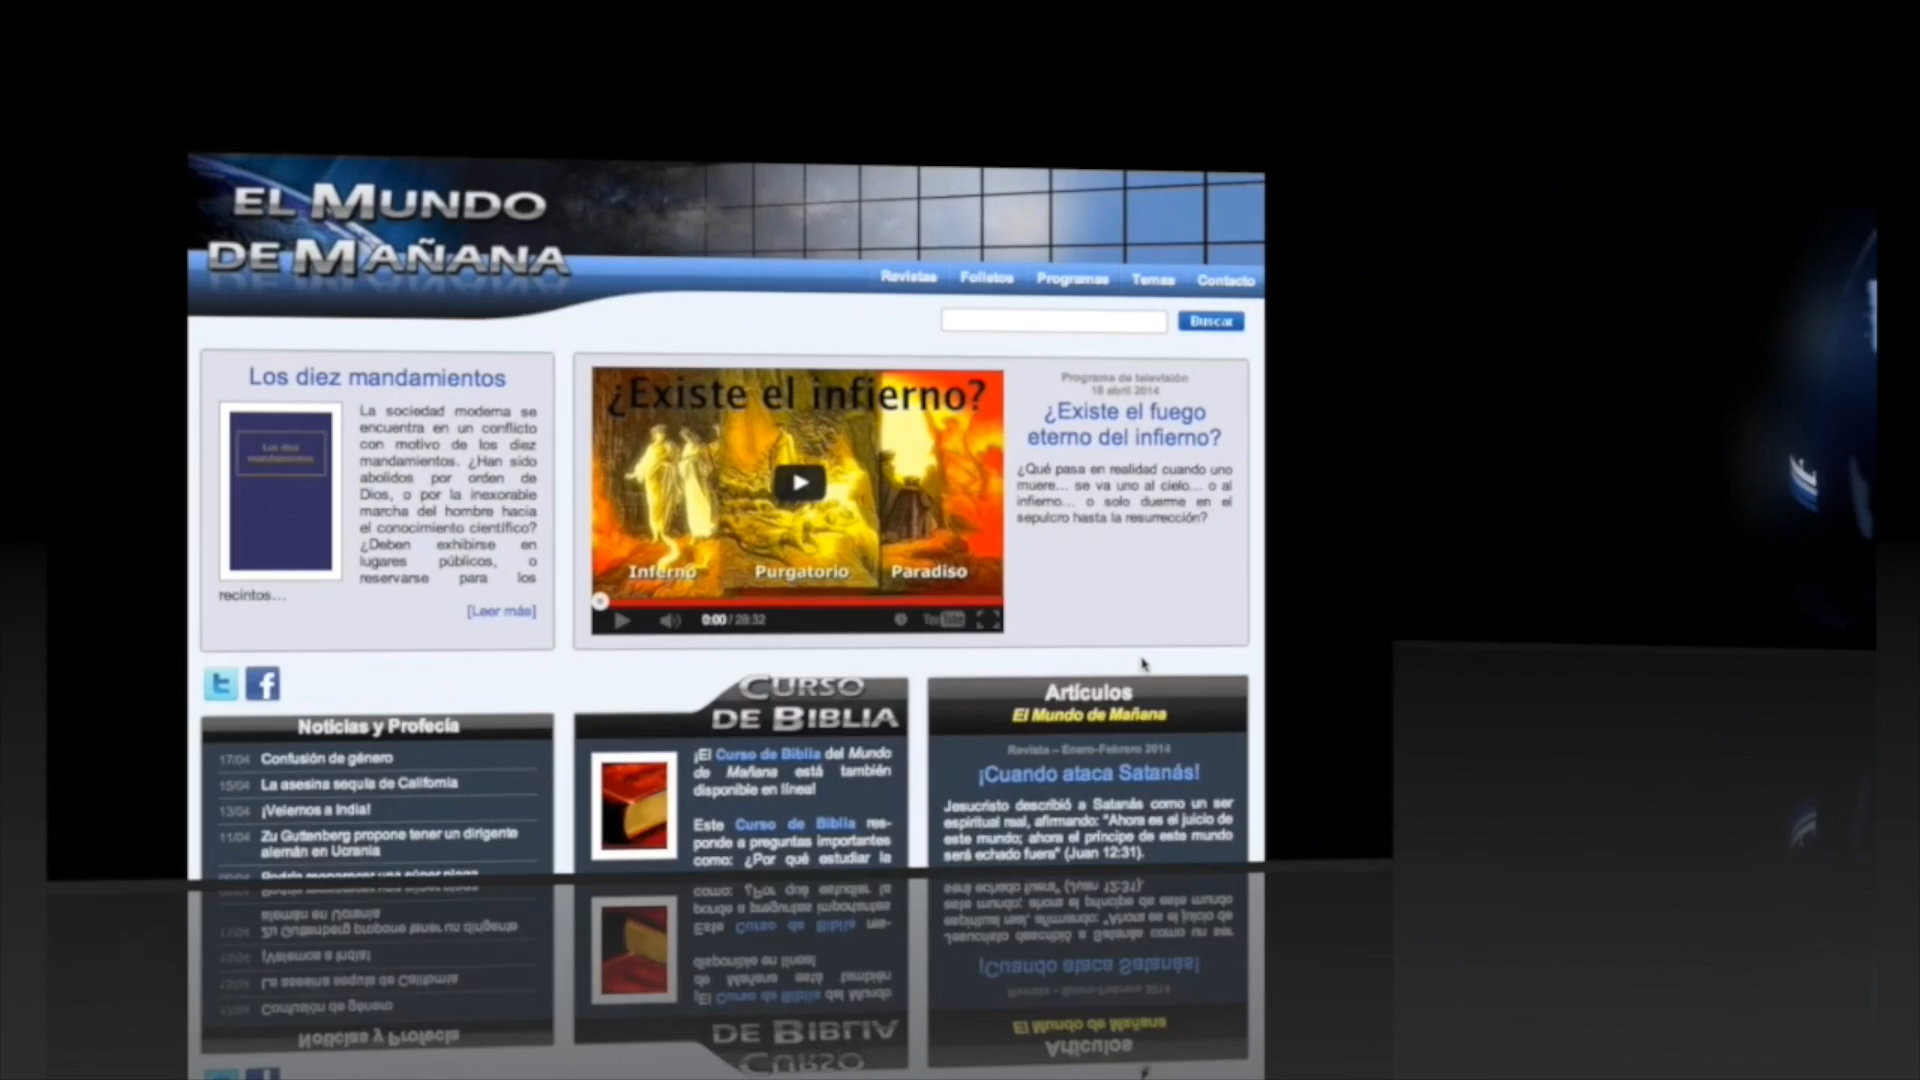 EL MUNDO
DE MAÑANA
Revistas Folletos Programas Temas Contacto
Buscar
Los diez mandamientos
Los diez
mandamientos
La sociedad moderna se
encuentra en un conflicto
con motivo de los diez
mandamientos. ¿Han sido
abolidos por orden de
Dios, o por la inexorable
marcha del hombre hacia
el conocimiento científico?
¿Deben exhibirse en
lugares públicos, o
reservarse para los
recintos...
[Leer más]
¿Existe el infierno?
Inferno Purgatorio Paradiso
0:00 / 28:32
YouTube
Programa de televisión
18 abril 2014
¿Existe el fuego
eterno del infierno?
¿Qué pasa en realidad cuando uno
muere... se va uno al cielo... o al
infierno... o solo duerme en el
sepulcro hasta la resurrección?
Noticias y Profecía
17/04 Confusión de género
15/04 La asesina sequía de California
13/04 ¡Velemos a India!
11/04 Zu Guttenberg propone tener un dirigente
alemán en Ucrania
CURSO
DE BIBLIA
¡El Curso de Biblia del Mundo
de Mañana está también
disponible en línea!
Este Curso de Biblia res-
ponde a preguntas importantes
como: ¿Por qué estudiar la
Artículos
El Mundo de Mañana
Revista – Enero-Febrero 2014
¡Cuando ataca Satanás!
Jesucristo describió a Satanás como un ser
espiritual real, afirmando: "Ahora es el juicio de
este mundo; ahora el príncipe de este mundo
será echado fuera" (Juan 12:31).